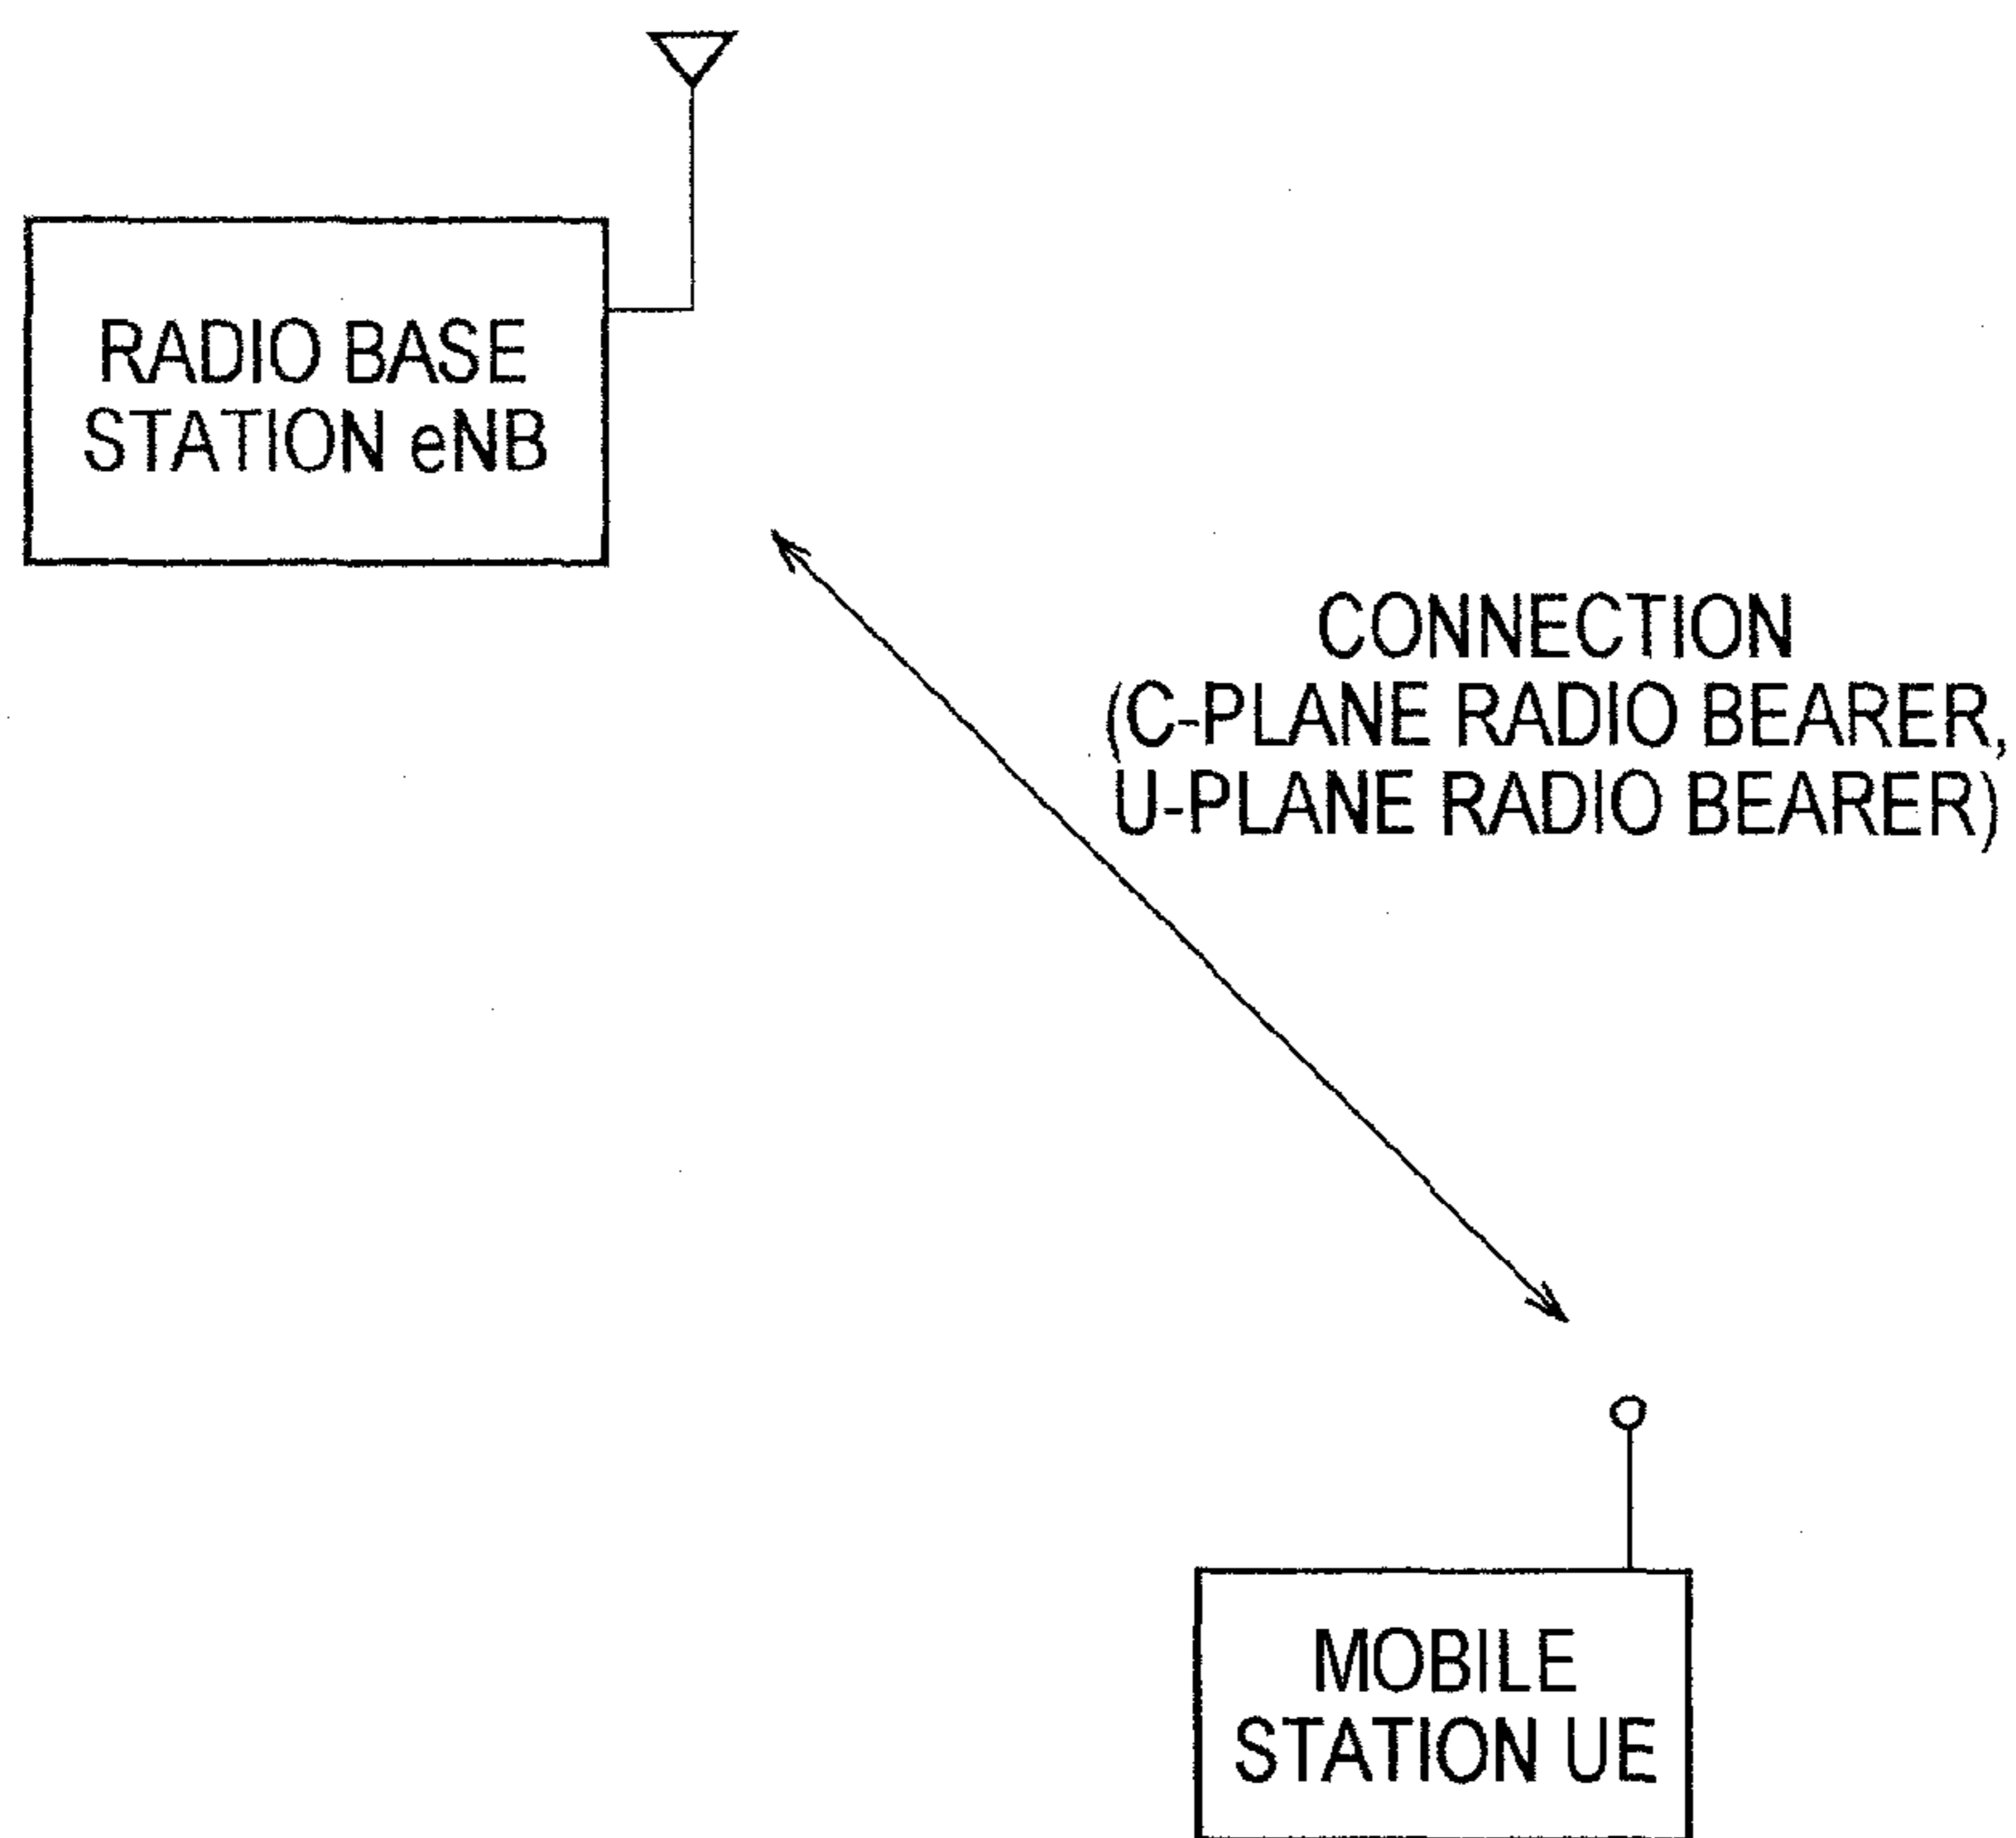 RADIO BASE
STATION eNB
CONNECTION
(C-PLANE RADIO BEARER,
U-PLANE RADIO BEARER)
MOBILE
STATION UE